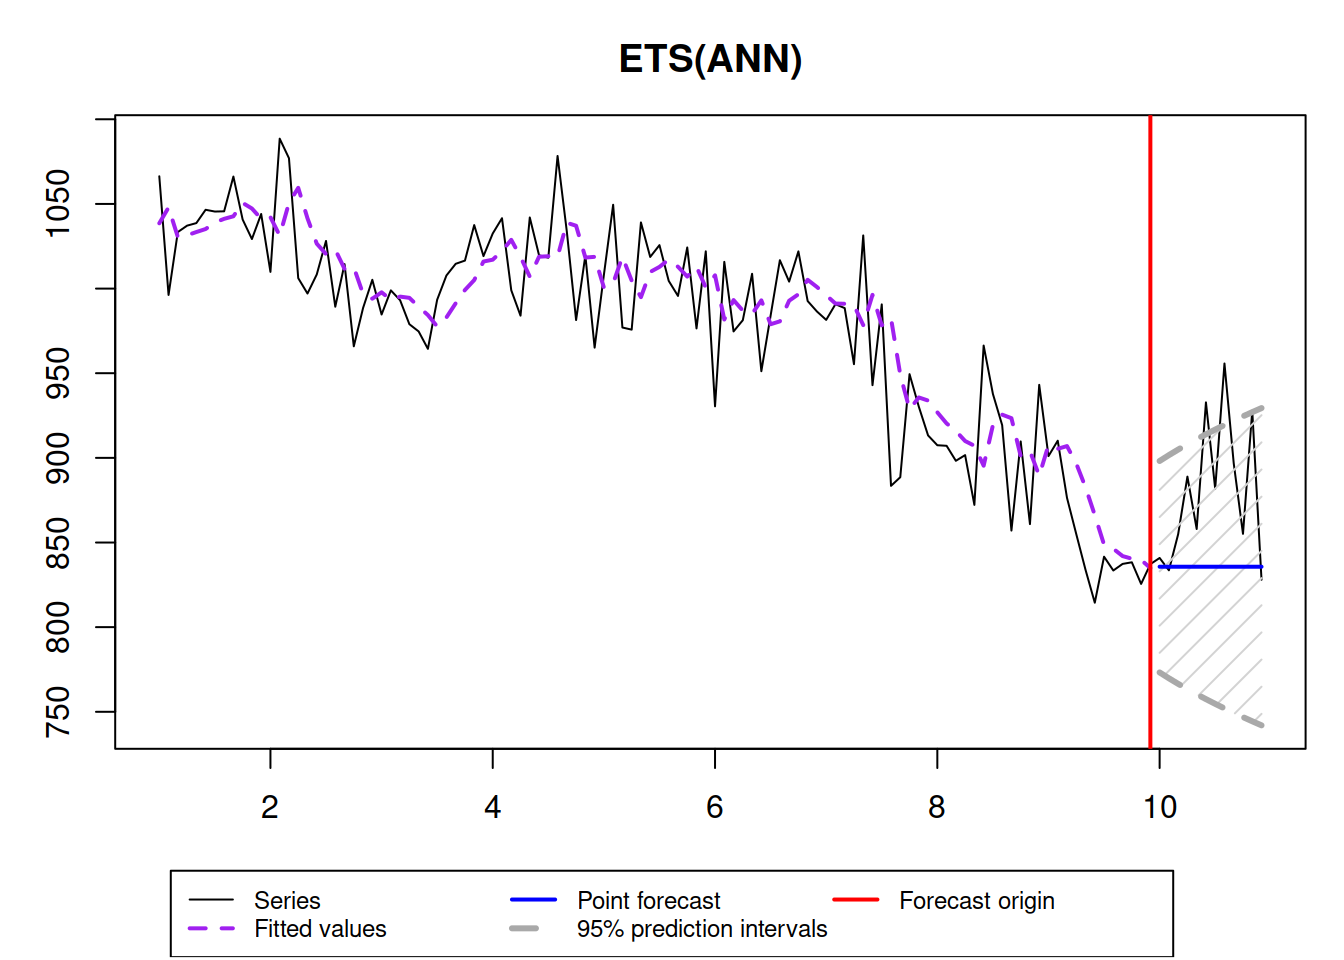 ETS(ANN)
1050
950
900
850
800
750
2 4 6 8 10
Series Point forecast Forecast origin
Fitted values 95% prediction intervals